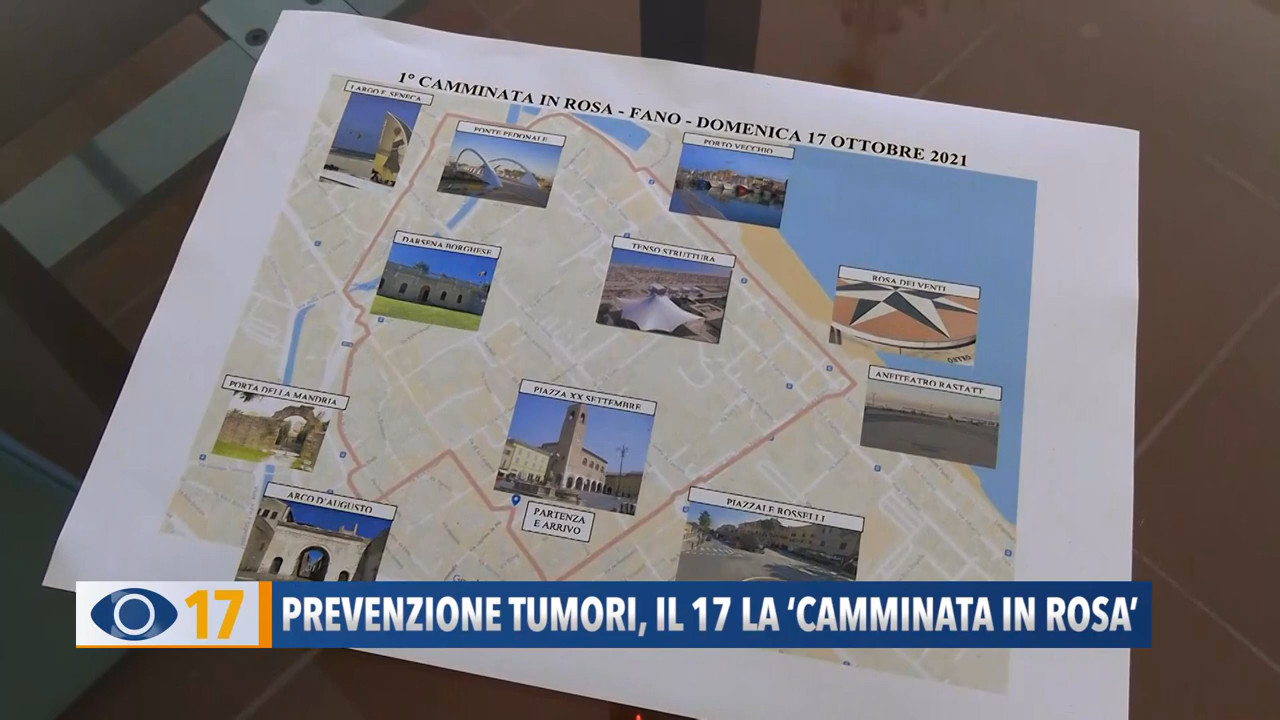 1° CAMMINATA IN ROSA - FANO - DOMENICA 17 OTTOBRE 2021
LARGO E. SENECA
PONTE PEDONALE
PORTO VECCHIO
DARSENA BORGHESE
TENSO STRUTTURA
ROSA DEI VENTI
OSTRO
ANFITEATRO RASTATT
PORTA DELLA MANDRIA
PIAZZA XX SETTEMBRE
ARCO D'AUGUSTO
PARTENZA
E ARRIVO
PIAZZALE ROSSELLI
17
PREVENZIONE TUMORI, IL 17 LA ‘CAMMINATA IN ROSA’